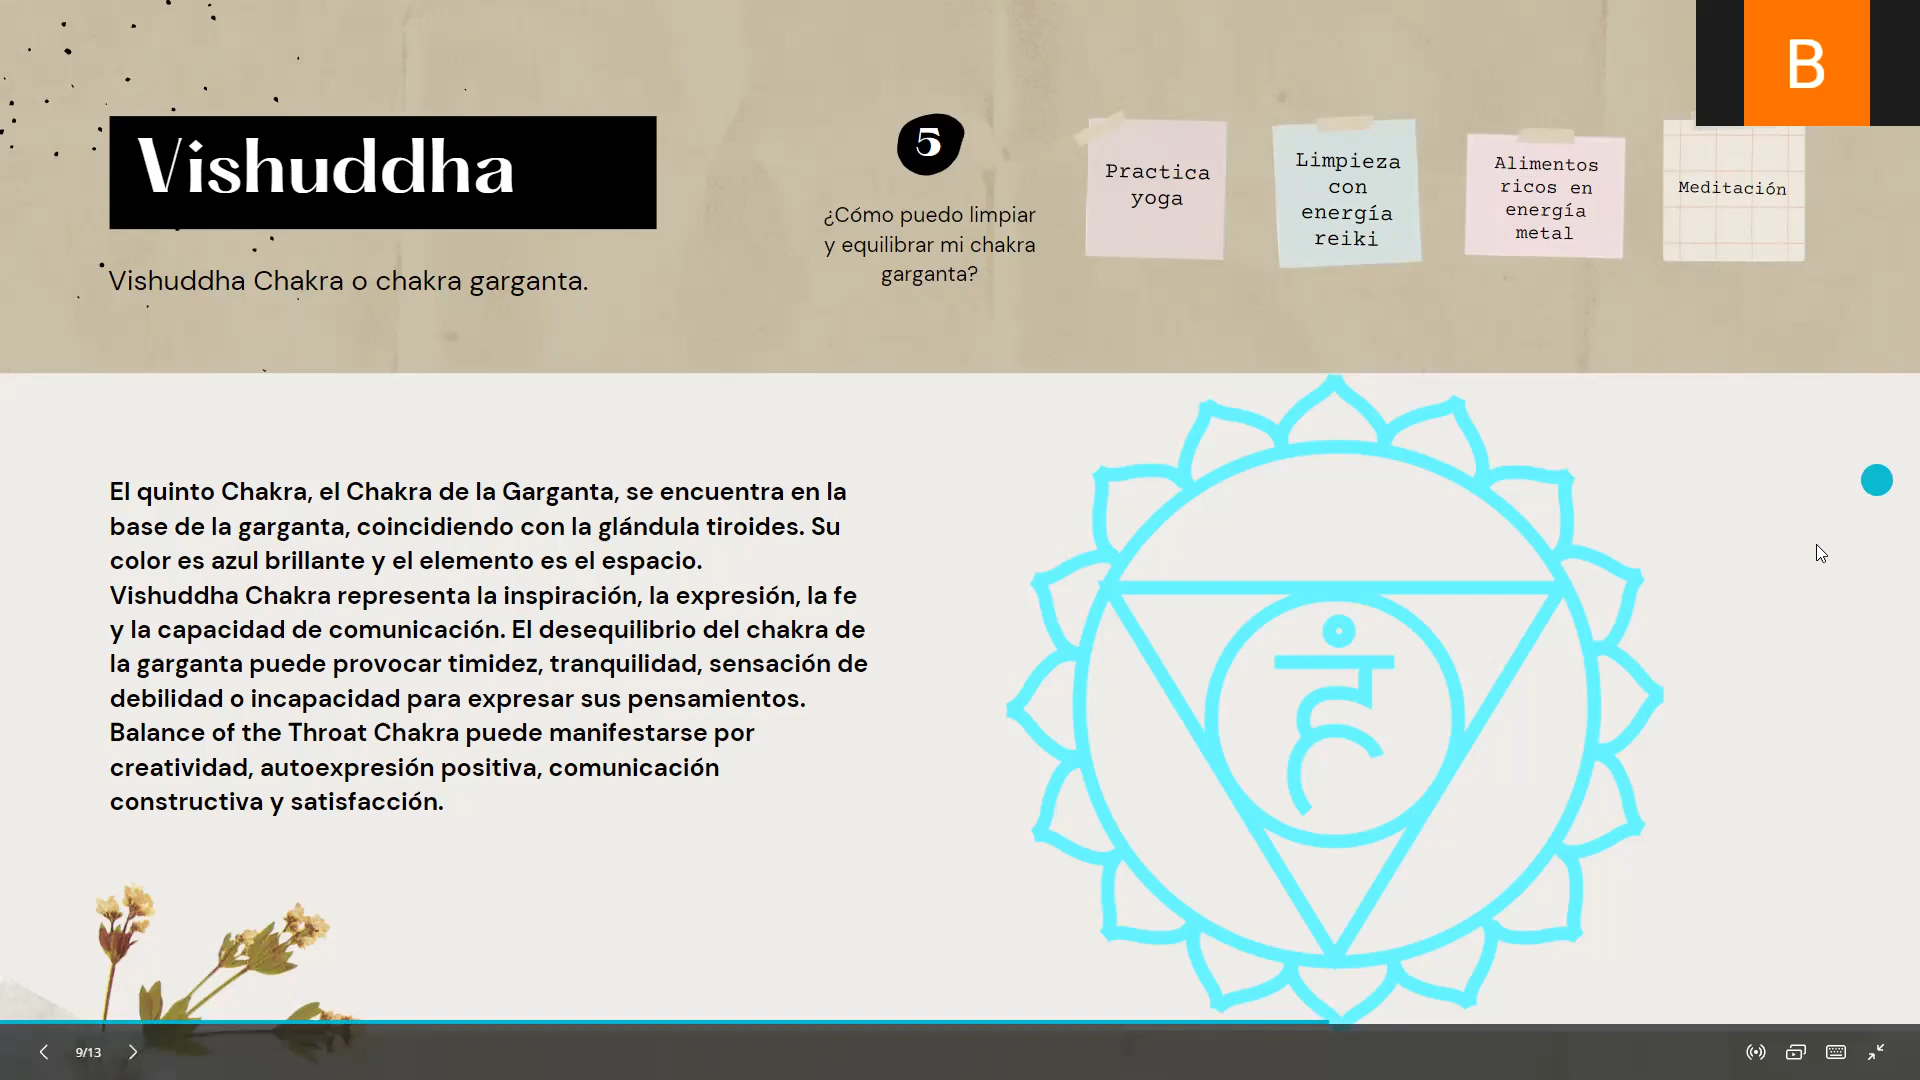 Vishuddha
Vishuddha Chakra o chakra garganta.
5
¿Cómo puedo limpiar
y equilibrar mi chakra
garganta?
Practica
yoga
Limpieza
con
energía
reiki
Alimentos
ricos en
energía
metal
Meditación
B
El quinto Chakra, el Chakra de la Garganta, se encuentra en la
base de la garganta, coincidiendo con la glándula tiroides. Su
color es azul brillante y el elemento es el espacio.
Vishuddha Chakra representa la inspiración, la expresión, la fe
y la capacidad de comunicación. El desequilibrio del chakra de
la garganta puede provocar timidez, tranquilidad, sensación de
debilidad o incapacidad para expresar sus pensamientos.
Balance of the Throat Chakra puede manifestarse por
creatividad, autoexpresión positiva, comunicación
constructiva y satisfacción.
हं
9/13